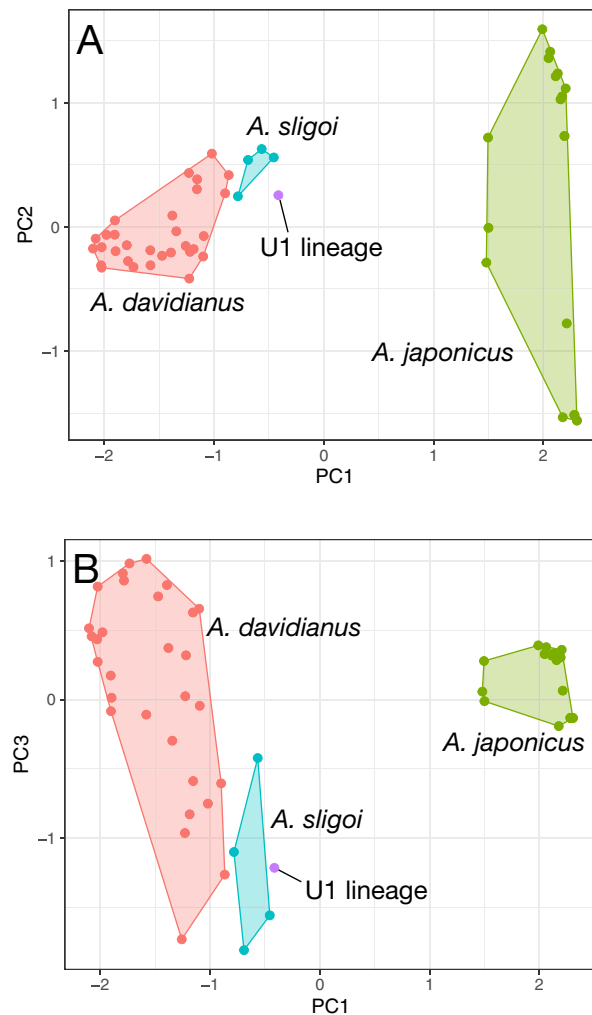 A
A. sligoi
U1 lineage
A. davidianus
A. japonicus
PC2
1
0
−1
−2
−1
0
1
2
PC1
B
A. davidianus
A. japonicus
A. sligoi
U1 lineage
PC3
1
0
−1
−2
−1
0
1
2
PC1